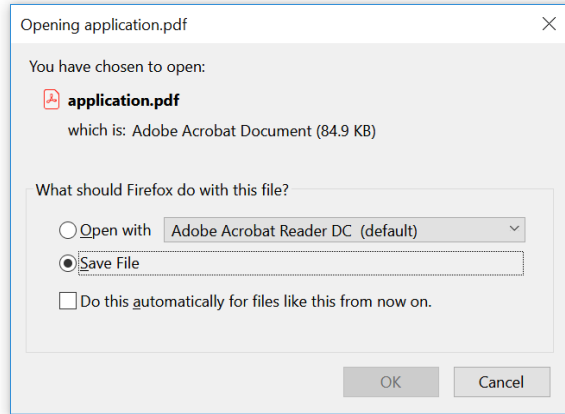 Opening application.pdf
You have chosen to open:
application.pdf
which is: Adobe Acrobat Document (84.9 KB)
What should Firefox do with this file?
Open with Adobe Acrobat Reader DC (default)
Save File
Do this automatically for files like this from now on.
OK Cancel